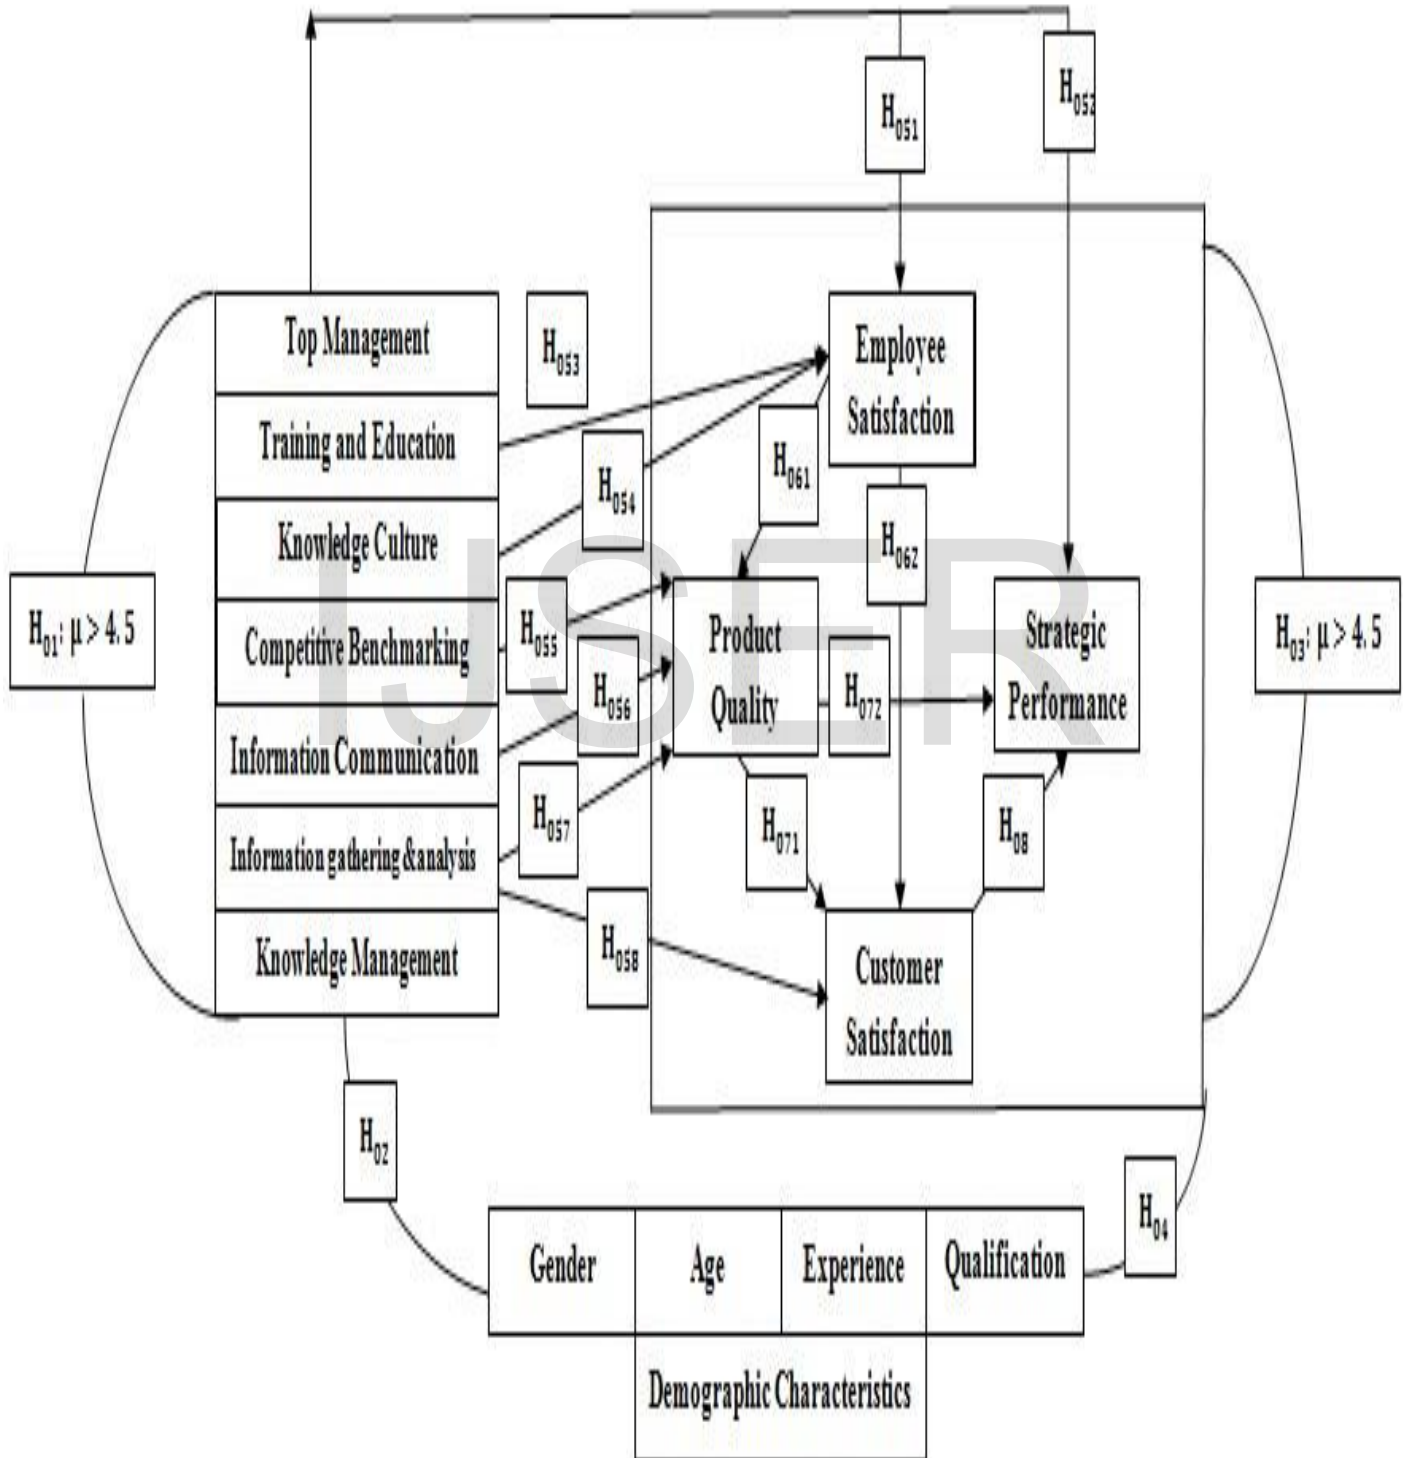 H051
H052
Top Management
H053
Employee
Satisfaction
Training and Education
H054
H061
Knowledge Culture
H062
H01: μ > 4.5
Competitive Benchmarking
H055
H056
Product
Quality
H072
Strategic
Performance
H03: μ > 4.5
Information Communication
H057
H071
H08
Information gathering &analysis
H058
Knowledge Management
Customer
Satisfaction
H02
H04
Gender
Age
Experience
Qualification
Demographic Characteristics
IJSER